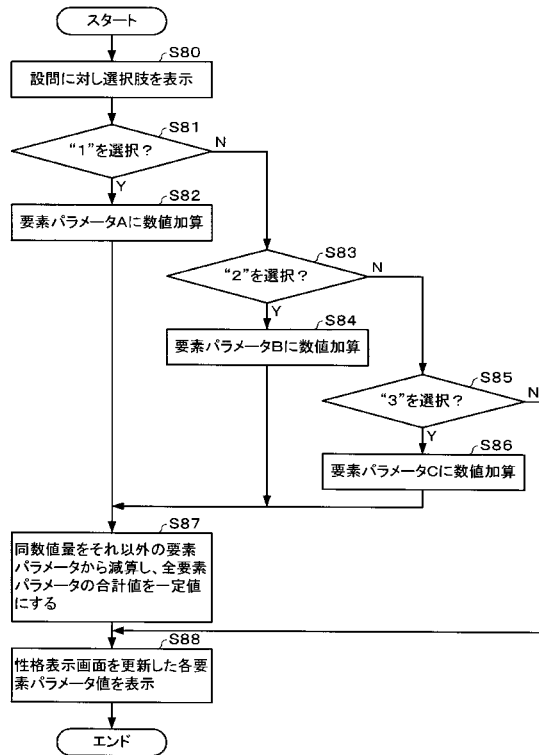 スタート
S80
設問に対し選択肢を表示
S81
“1”を選択？
N
Y
S82
要素パラメータAに数値加算
S83
“2”を選択？
N
Y
S84
要素パラメータBに数値加算
S85
“3”を選択？
N
Y
S86
要素パラメータCに数値加算
S87
同数値量をそれ以外の要素
パラメータから減算し、全要素
パラメータの合計値を一定値
にする
S88
性格表示画面を更新した各要
素パラメータ値を表示
エンド